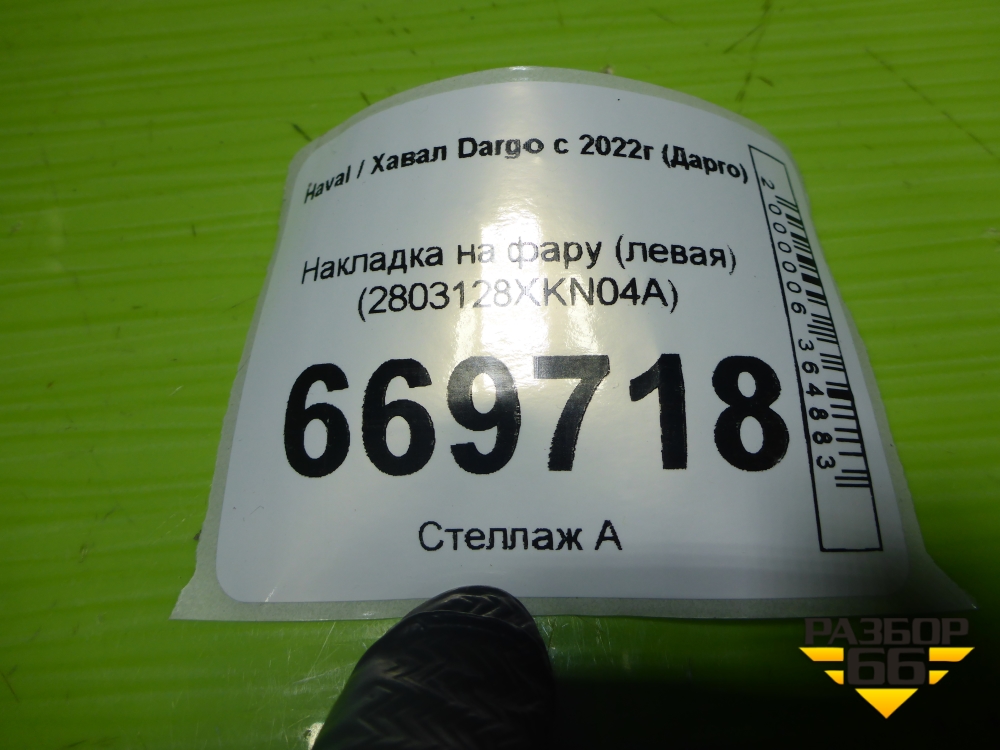 Haval / Хавал Dargo с 2022г (Дарго)
Накладка на фару (левая)
(2803128XKN04A)
669718
Стеллаж А
2000006364883
РАЗБОР
66